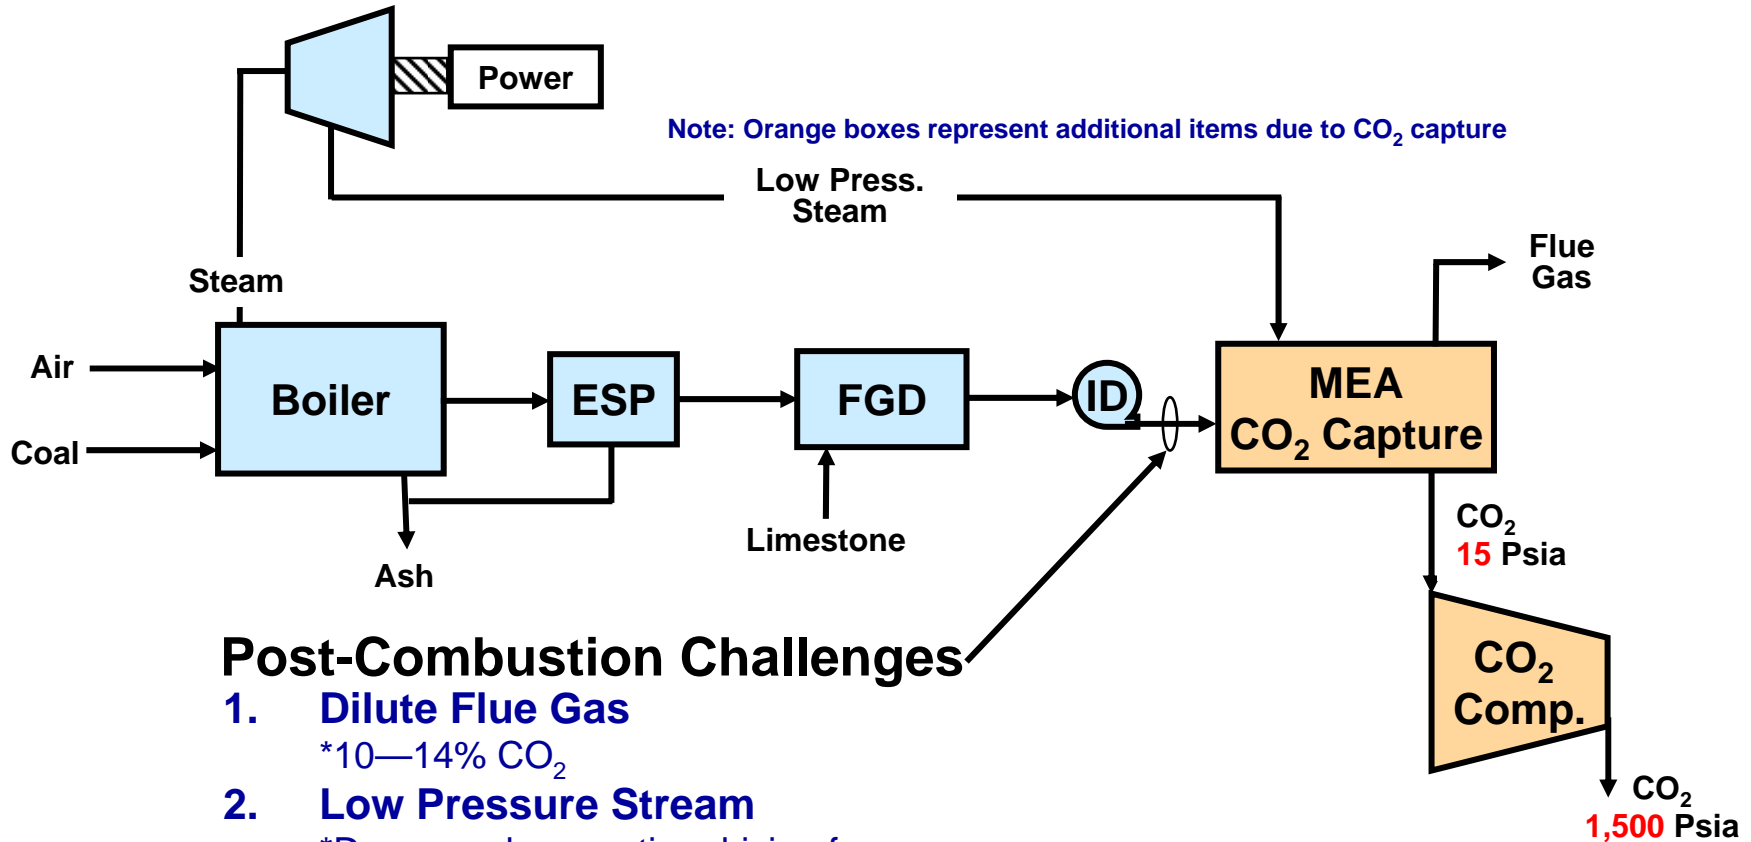 Power
Note: Orange boxes represent additional items due to CO₂ capture
Low Press.
Steam
Flue
Gas
Steam
Air
Coal
Boiler
ESP
FGD
ID
MEA
CO₂ Capture
Limestone
Ash
CO₂
15 Psia
Post-Combustion Challenges
1. Dilute Flue Gas
*10—14% CO₂
2. Low Pressure Stream
CO₂
Comp.
CO₂
1,500 Psia